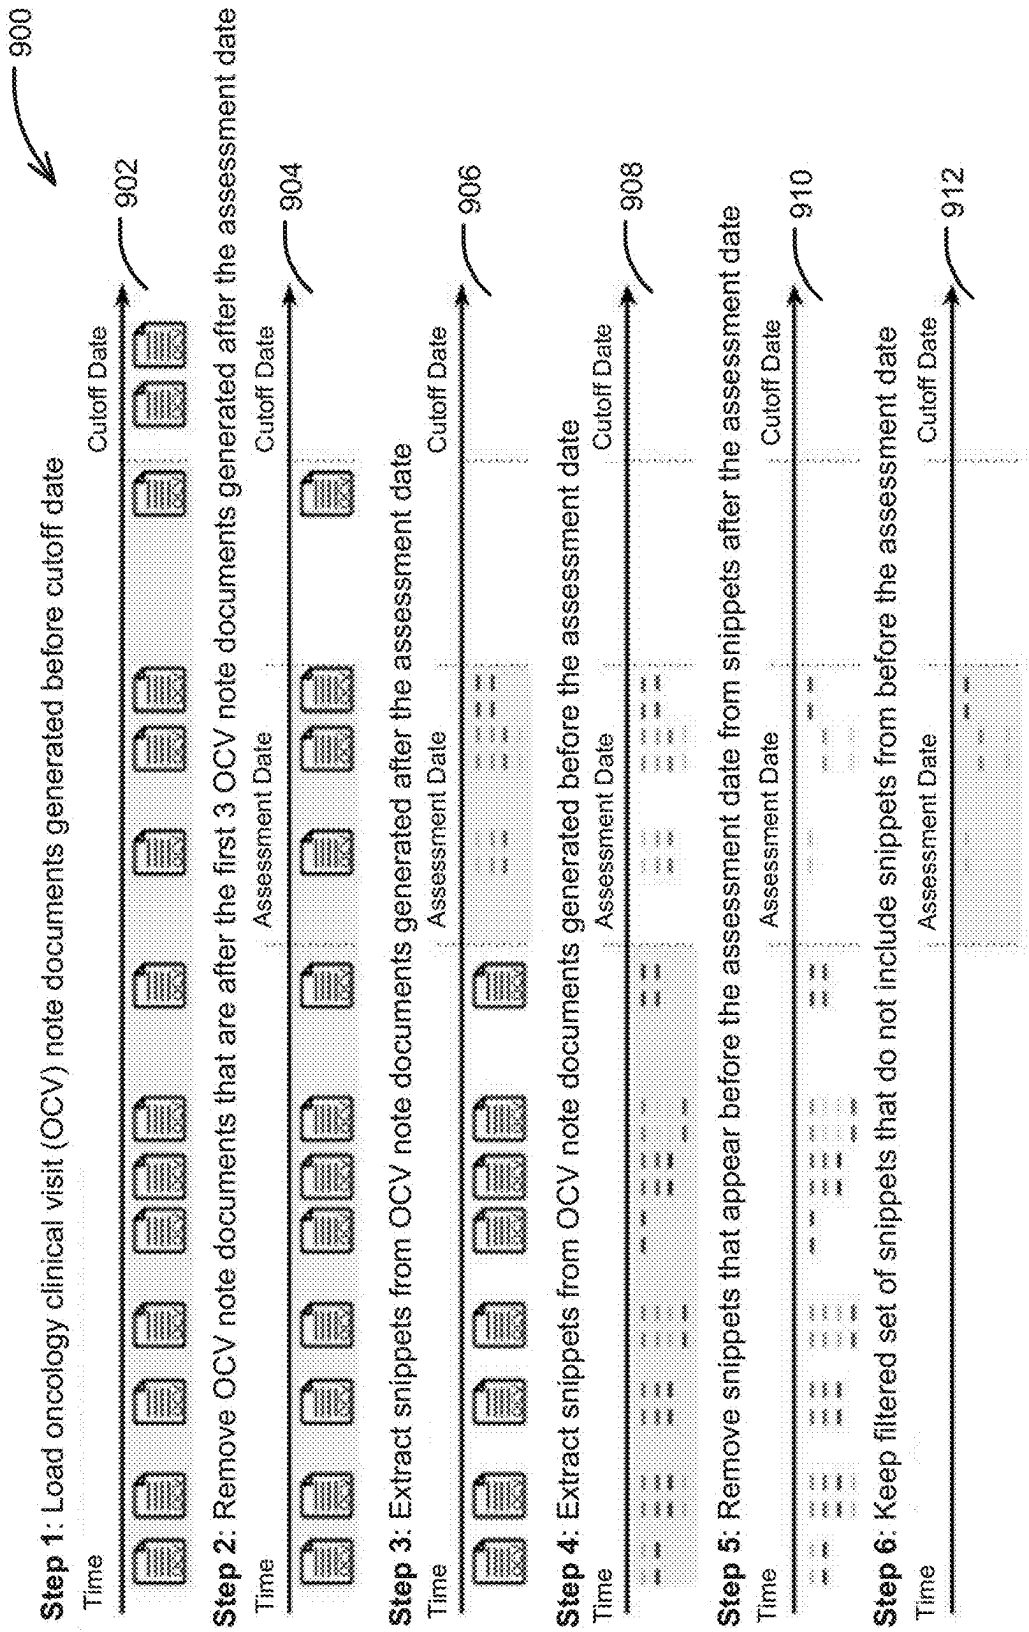 900
Step 1: Load oncology clinical visit (OCV) note documents generated before cutoff date
Time
Cutoff Date
902
Step 2: Remove OCV note documents that are after the first 3 OCV note documents generated after the assessment date
Time
Assessment Date
Cutoff Date
904
Step 3: Extract snippets from OCV note documents generated after the assessment date
Time
Assessment Date
Cutoff Date
906
Step 4: Extract snippets from OCV note documents generated before the assessment date
Time
Assessment Date
Cutoff Date
908
Step 5: Remove snippets that appear before the assessment date from snippets after the assessment date
Time
Assessment Date
Cutoff Date
910
Step 6: Keep filtered set of snippets that do not include snippets from before the assessment date
Time
Assessment Date
Cutoff Date
912